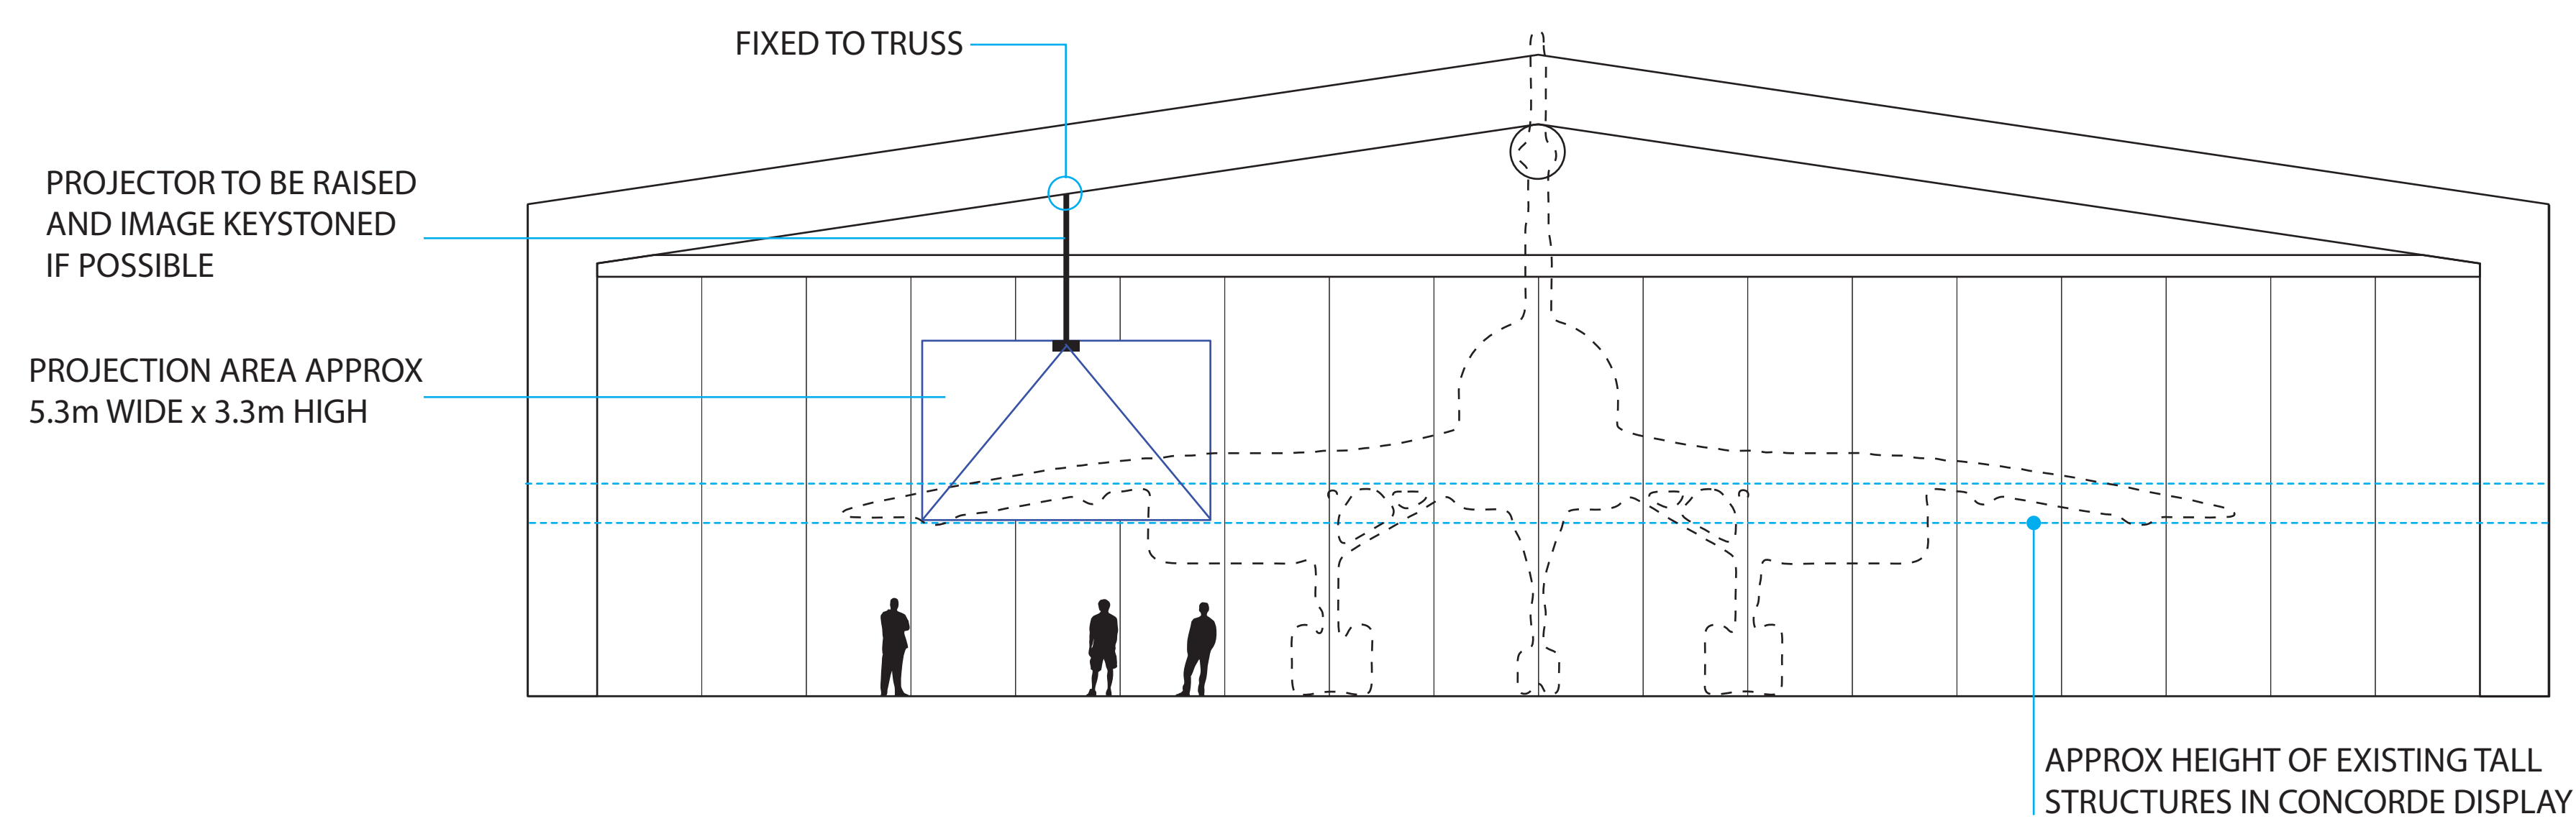 FIXED TO TRUSS
PROJECTOR TO BE RAISED
AND IMAGE KEYSTONED
IF POSSIBLE
PROJECTION AREA APPROX
5.3m WIDE x 3.3m HIGH
APPROX HEIGHT OF EXISTING TALL
STRUCTURES IN CONCORDE DISPLAY